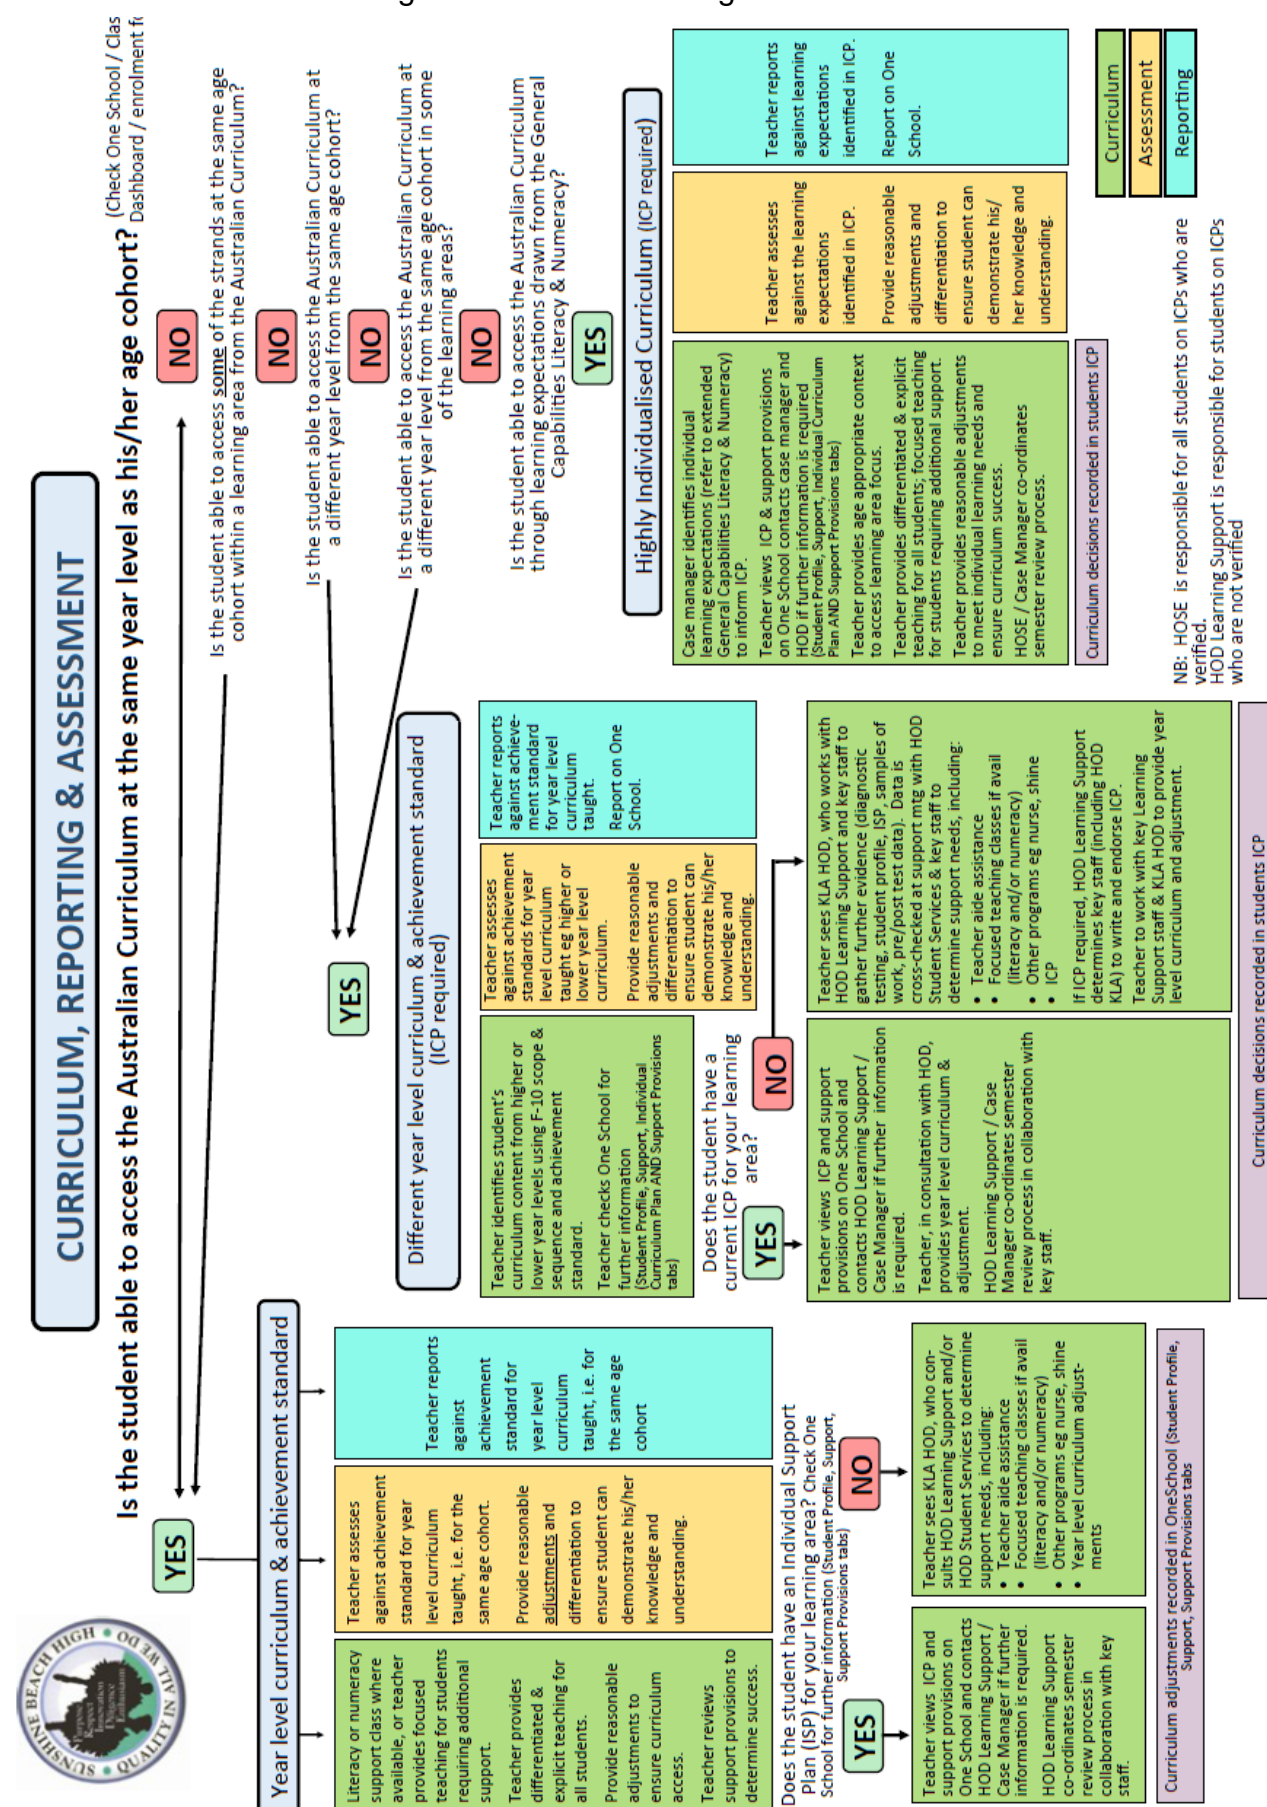 CURRICULUM, REPORTING & ASSESSMENT
Is the student able to access the Australian Curriculum at the same year level as his/her age cohort? (Check One School / Clas
Dashboard / enrolment f
SUNSHINE BEACH HIGH
QUALITY IN ALL WE DO
YES
NO
Is the student able to access some of the strands at the same age
cohort within a learning area from the Australian Curriculum?
NO
Is the student able to access the Australian Curriculum at
a different year level from the same age cohort?
NO
Is the student able to access the Australian Curriculum at
a different year level from the same age cohort in some
of the learning areas?
NO
Is the student able to access the Australian Curriculum
through learning expectations drawn from the General
Capabilities Literacy & Numeracy?
YES
YES
Year level curriculum & achievement standard
Literacy or numeracy
support class where
available, or teacher
provides focused
teaching for students
requiring additional
support.
Teacher provides
differentiated &
explicit teaching for
all students.
Provide reasonable
adjustments to
ensure curriculum
access.
Teacher reviews
support provisions to
determine success.
Teacher assesses
against achievement
standard for year
level curriculum
taught, i.e. for the
same age cohort.
Provide reasonable
adjustments and
differentiation to
ensure student can
demonstrate his/her
knowledge and
understanding.
Teacher reports
against
achievement
standard for
year level
curriculum
taught, i.e. for
the same age
cohort
Does the student have an Individual Support
Plan (ISP) for your learning area? Check One
School for further information (Student Profile, Support,
Support Provisions tabs)
YES
NO
Teacher views ICP and
support provisions on
One School and contacts
HOD Learning Support /
Case Manager if further
information is required.
HOD Learning Support
co-ordinates semester
review process in
collaboration with key
staff.
Teacher sees KLA HOD, who con-
sults HOD Learning Support and/or
HOD Student Services to determine
support needs, including:
• Teacher aide assistance
• Focused teaching classes if avail
(literacy and/or numeracy)
• Other programs eg nurse, shine
• Year level curriculum adjust-
ments
Curriculum adjustments recorded in OneSchool (Student Profile,
Support, Support Provisions tabs
Different year level curriculum & achievement standard
(ICP required)
Teacher identifies student's
curriculum content from higher or
lower year levels using F-10 scope &
sequence and achievement
standard.
Teacher checks One School for
further information
(Student Profile, Support, Individual
Curriculum Plan AND Support Provisions
tabs)
Teacher assesses
against achievement
standards for year
level curriculum
taught eg higher or
lower year level
curriculum.
Provide reasonable
adjustments and
differentiation to
ensure student can
demonstrate his/her
knowledge and
understanding.
Teacher reports
against achieve-
ment standard
for year level
curriculum
taught.
Report on One
School.
Does the student have a
current ICP for your learning
area?
YES
NO
Teacher views ICP and support
provisions on One School and
contacts HOD Learning Support /
Case Manager if further information
is required.
Teacher, in consultation with HOD,
provides year level curriculum &
adjustment.
HOD Learning Support / Case
Manager co-ordinates semester
review process in collaboration with
key staff.
Teacher sees KLA HOD, who works with
HOD Learning Support and key staff to
gather further evidence (diagnostic
testing, student profile, ISP, samples of
work, pre/post test data). Data is
cross-checked at support mtg with HOD
Student Services & key staff to
determine support needs, including:
• Teacher aide assistance
• Focused teaching classes if avail
(literacy and/or numeracy)
• Other programs eg nurse, shine
• ICP
If ICP required, HOD Learning Support
determines key staff (including HOD
KLA) to write and endorse ICP.
Teacher to work with key Learning
Support staff & KLA HOD to provide year
level curriculum and adjustment.
Curriculum decisions recorded in students ICP
Highly Individualised Curriculum (ICP required)
Case manager identifies individual
learning expectations (refer to extended
General Capabilities Literacy & Numeracy)
to inform ICP.
Teacher views ICP & support provisions
on One School contacts case manager and
HOD if further information is required
(Student Profile, Support, Individual Curriculum
Plan AND Support Provisions tabs)
Teacher provides age appropriate context
to access learning area focus.
Teacher provides differentiated & explicit
teaching for all students; focused teaching
for students requiring additional support.
Teacher provides reasonable adjustments
to meet individual learning needs and
ensure curriculum success.
HOSE / Case Manager co-ordinates
semester review process.
Teacher assesses
against the learning
expectations
identified in ICP.
Provide reasonable
adjustments and
differentiation to
ensure student can
demonstrate his/
her knowledge and
understanding.
Teacher reports
against learning
expectations
identified in ICP.
Report on One
School.
Curriculum decisions recorded in students ICP
Curriculum
Assessment
Reporting
NB: HOSE is responsible for all students on ICPs who are
verified.
HOD Learning Support is responsible for students on ICPs
who are not verified